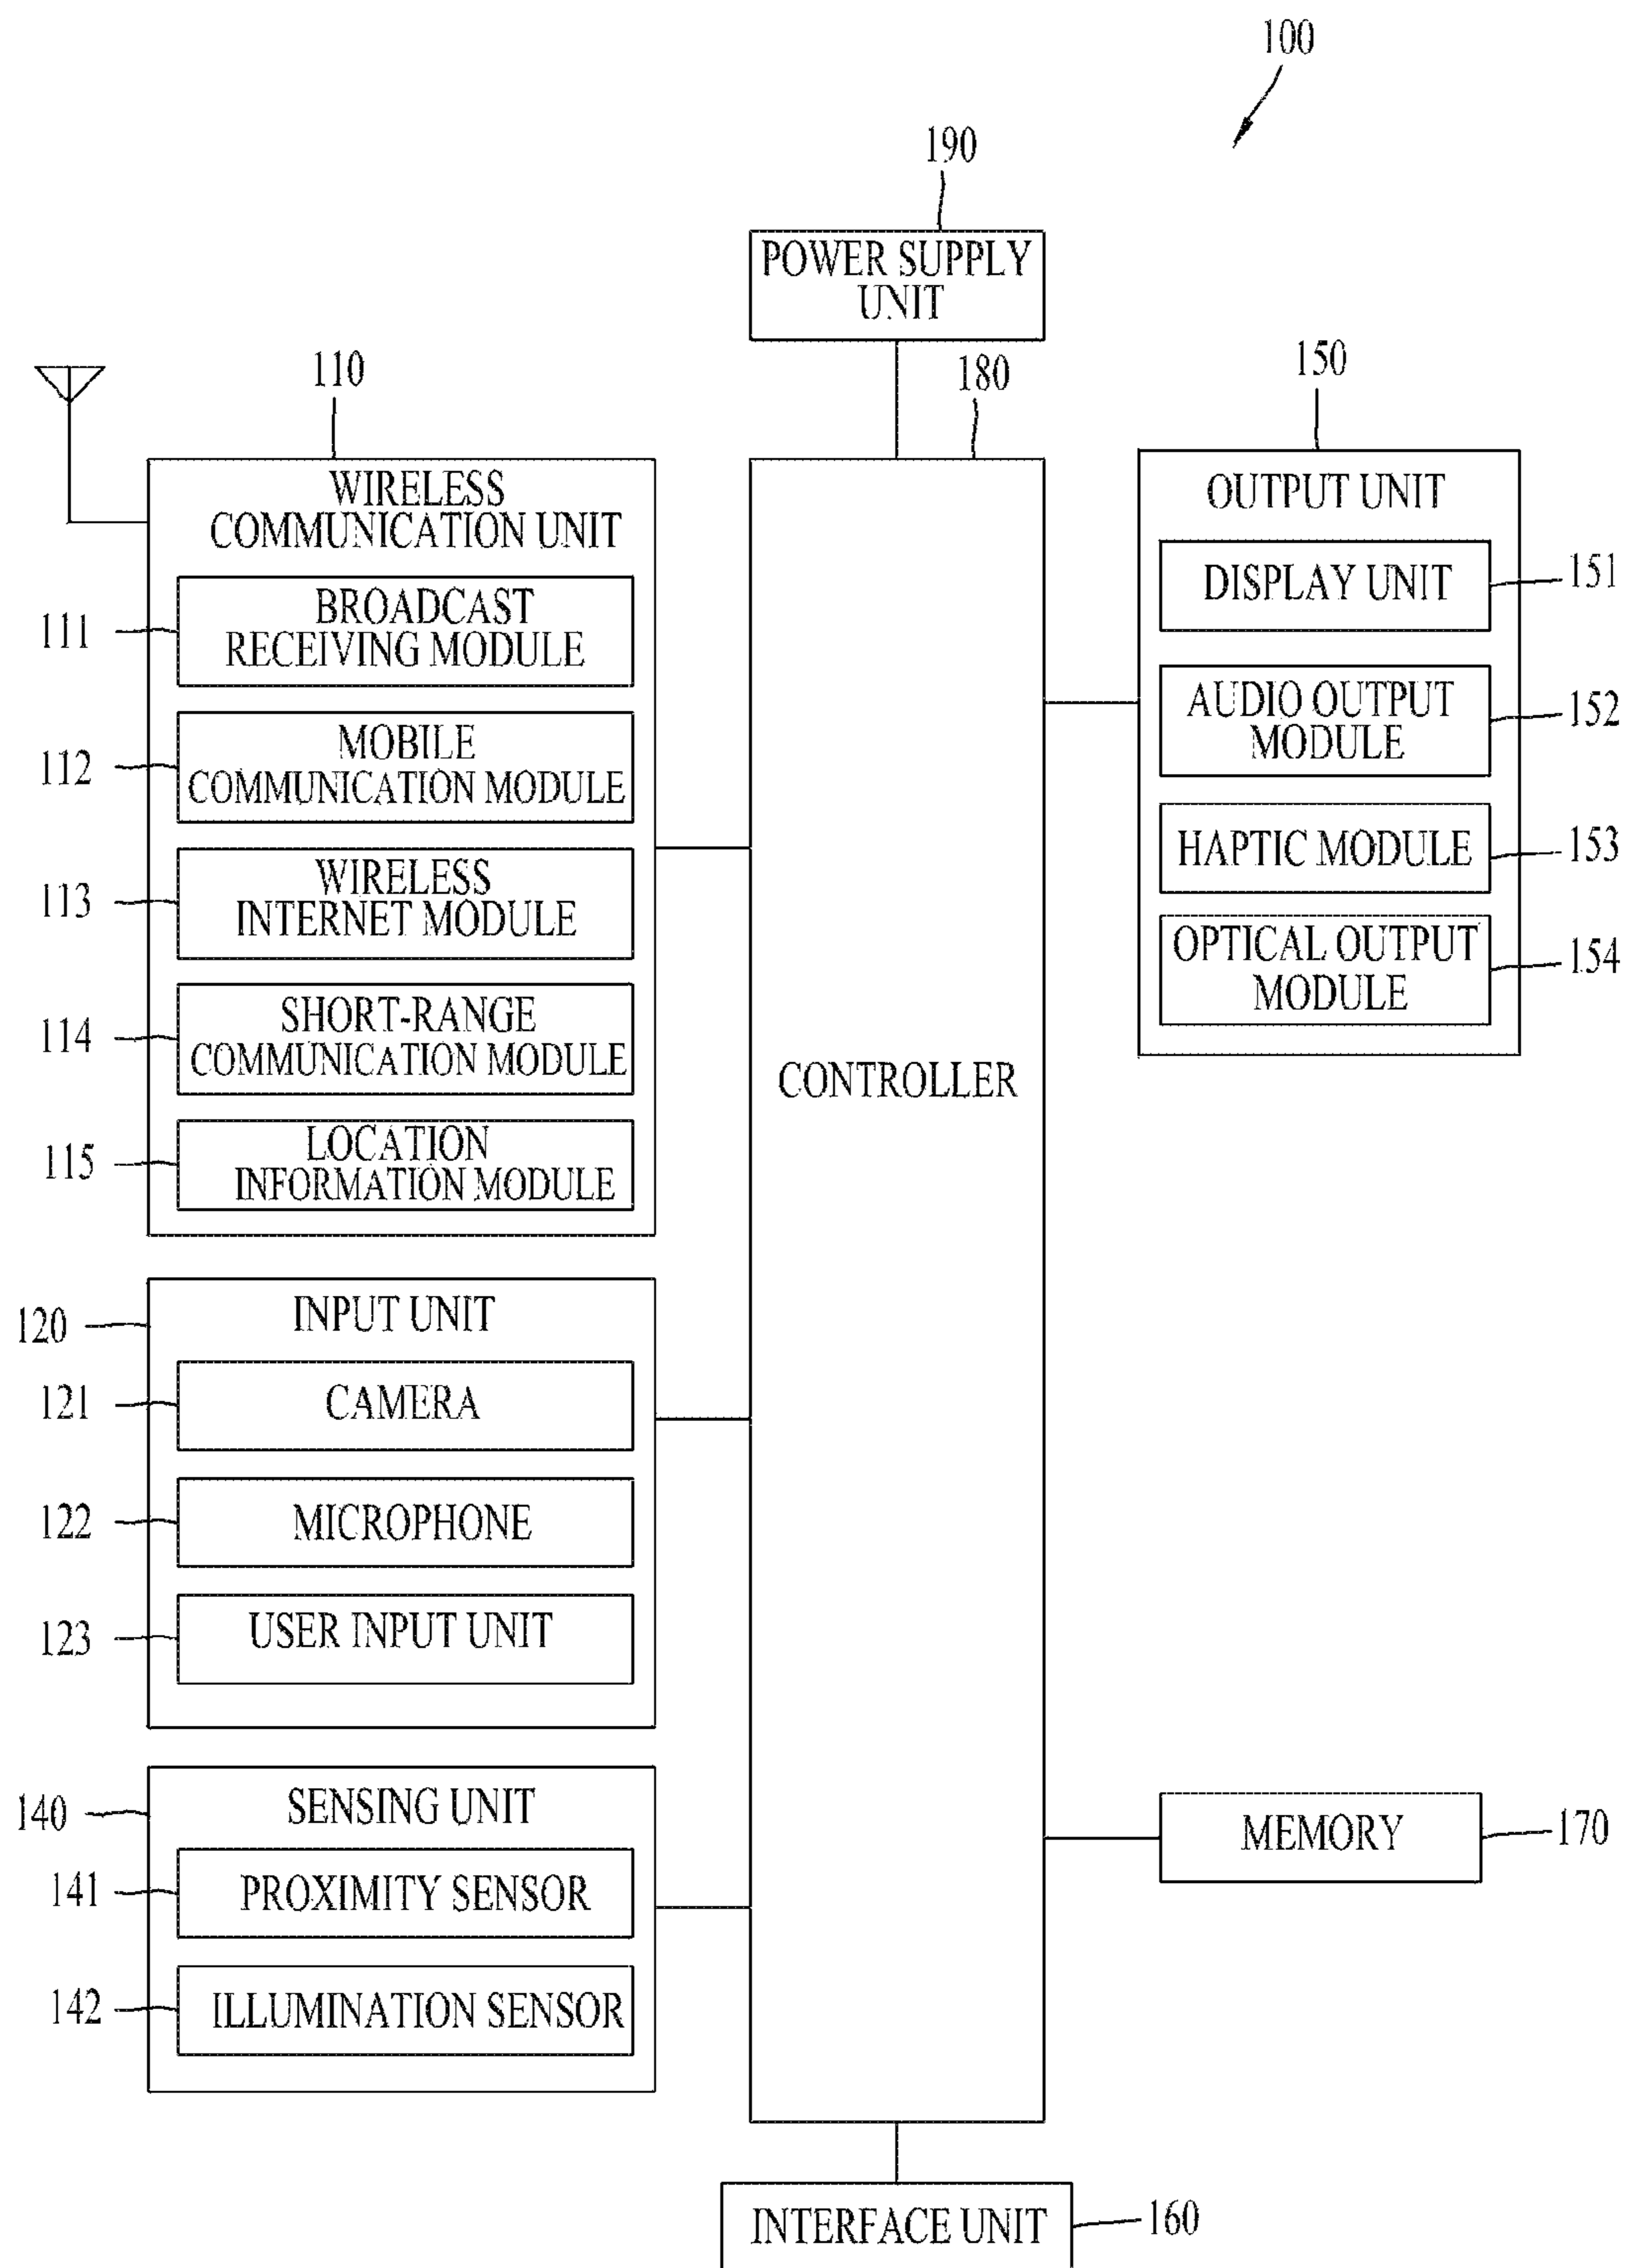 100
190
POWER SUPPLY
UNIT
110
180
150
WIRELESS
COMMUNICATION UNIT
111
BROADCAST
RECEIVING MODULE
112
MOBILE
COMMUNICATION MODULE
113
WIRELESS
INTERNET MODULE
114
SHORT-RANGE
COMMUNICATION MODULE
115
LOCATION
INFORMATION MODULE
120
INPUT UNIT
121
CAMERA
122
MICROPHONE
123
USER INPUT UNIT
140
SENSING UNIT
141
PROXIMITY SENSOR
142
ILLUMINATION SENSOR
CONTROLLER
OUTPUT UNIT
DISPLAY UNIT
151
AUDIO OUTPUT
MODULE
152
HAPTIC MODULE
153
OPTICAL OUTPUT
MODULE
154
MEMORY
170
INTERFACE UNIT
160